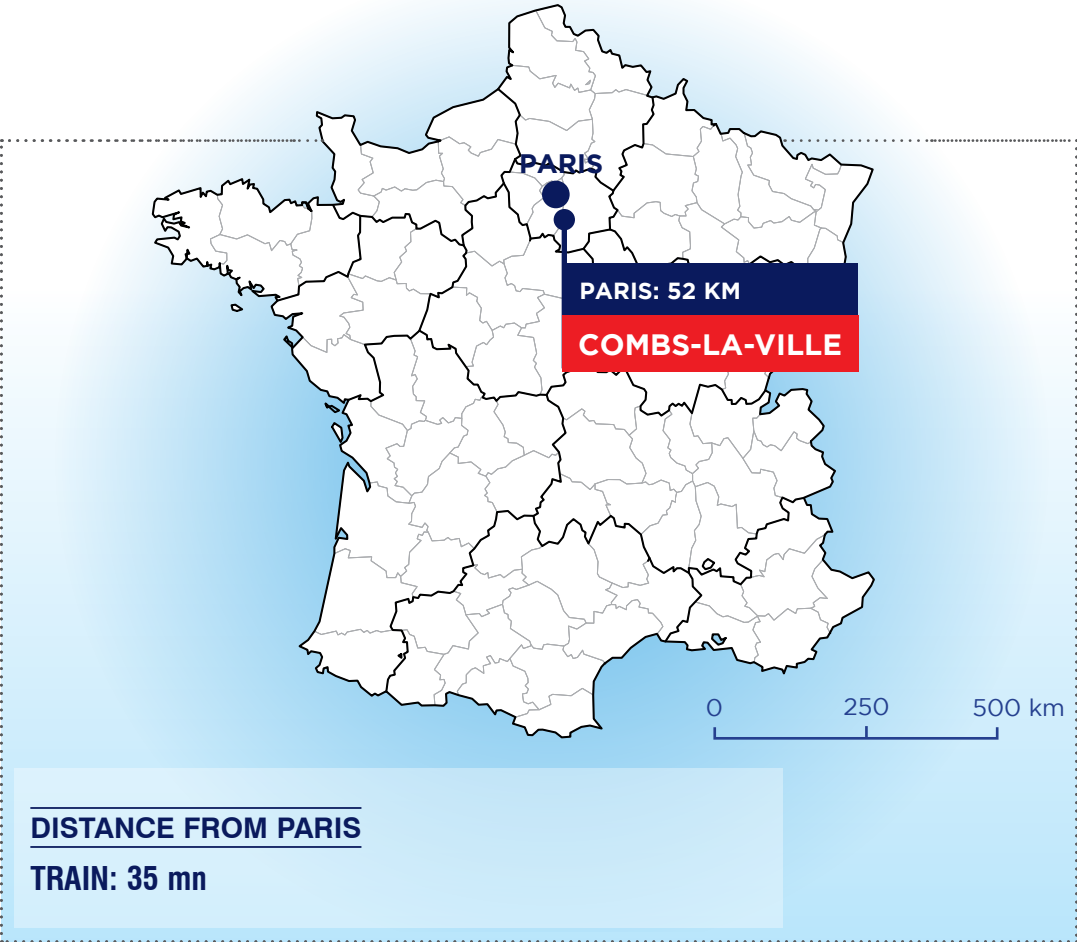 PARIS
PARIS: 52 KM
COMBS-LA-VILLE
0 250 500 km
DISTANCE FROM PARIS
TRAIN: 35 mn